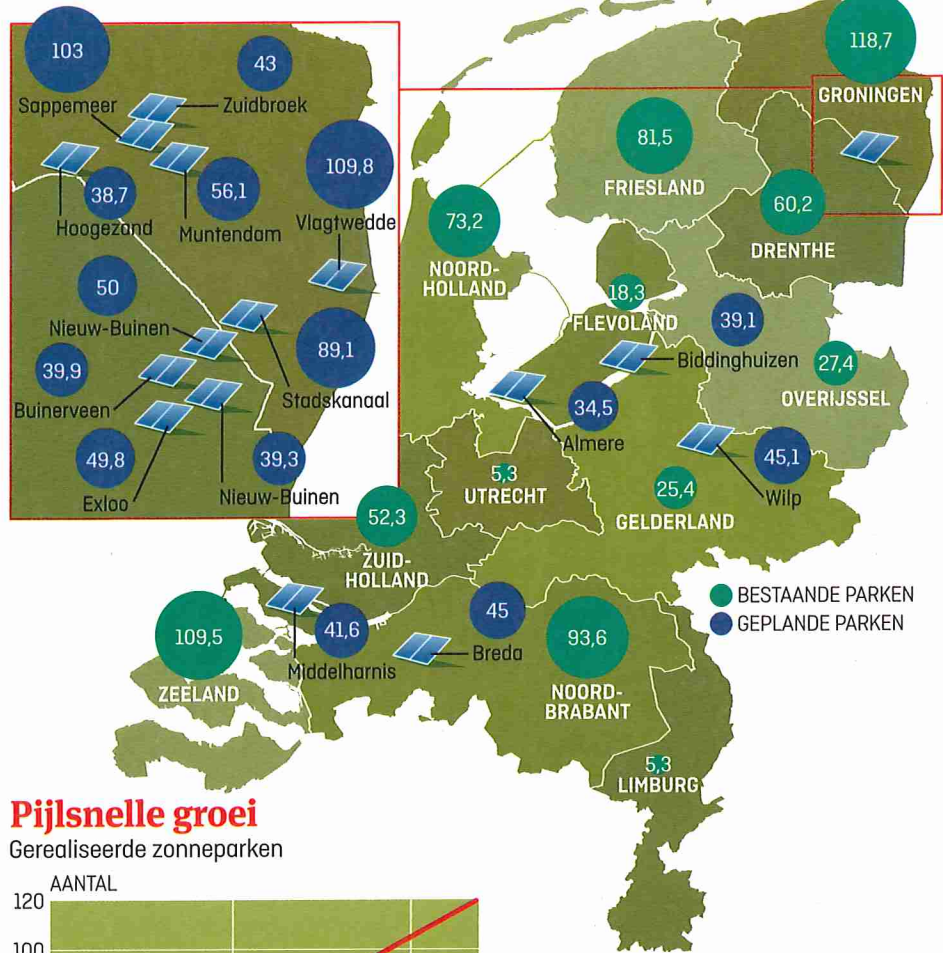 103
43
Sappemeer
Zuidbroek
38,7
56,1
109,8
Hoogezand
Muntendam
Vlagtwedde
50
Nieuw-Buinen
39,9
Buinerveen
89,1
Stadskanaal
49,8
39,3
Exloo
Nieuw-Buinen
118,7
GRONINGEN
81,5
FRIESLAND
60,2
DRENTHE
73,2
NOORD-
HOLLAND
18,3
FLEVOLAND
39,1
Biddinghuizen
27,4
OVERIJSSEL
34,5
Almere
5,3
UTRECHT
45,1
Wilp
25,4
GELDERLAND
52,3
ZUID-
HOLLAND
BESTAANDE PARKEN
GEPLANDE PARKEN
109,5
ZEELAND
41,6
Middelharnis
45
Breda
93,6
NOORD-
BRABANT
5,3
LIMBURG
Pijlsnelle groei
Gerealiseerde zonneparken
AANTAL
120
100